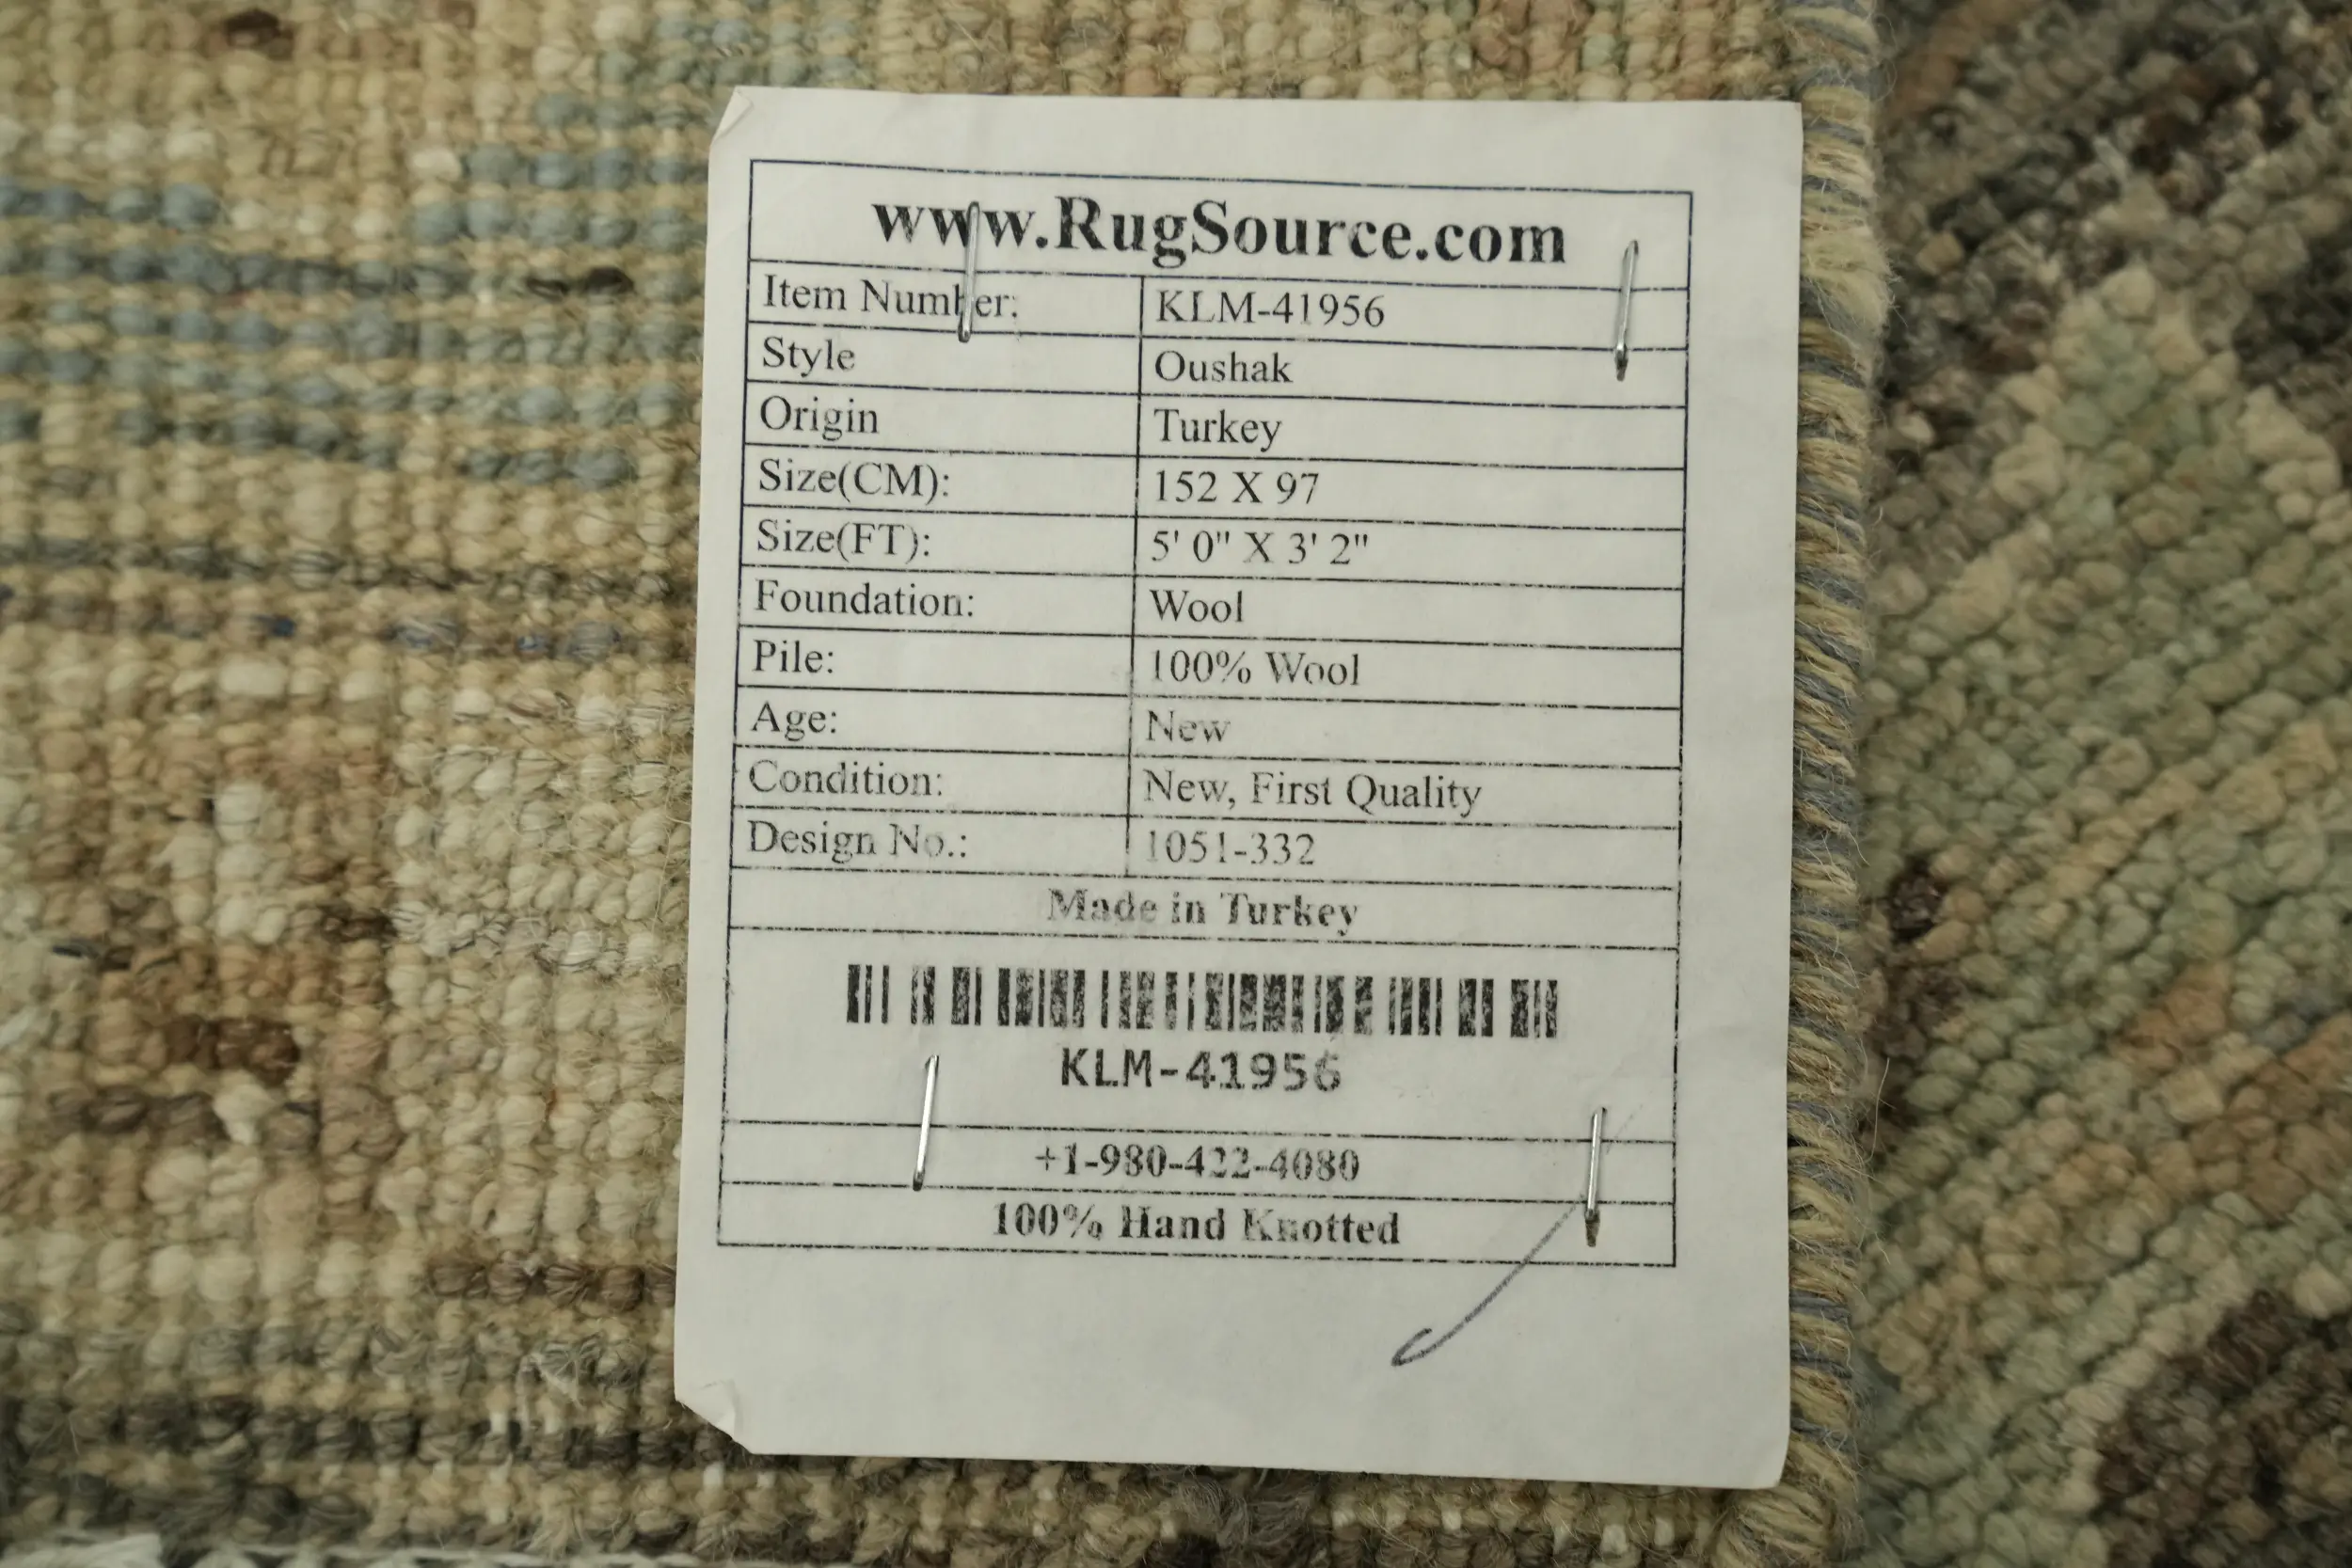 www.RugSource.com
Item Number: KLM-41956
Style Oushak
Origin Turkey
Size(CM): 152 X 97
Size(FT): 5' 0" X 3' 2"
Foundation: Wool
Pile: 100% Wool
Age: New
Condition: New, First Quality
Design No.: 1051-332
Made in Turkey
KLM-41956
+1-980-422-4080
100% Hand Knotted